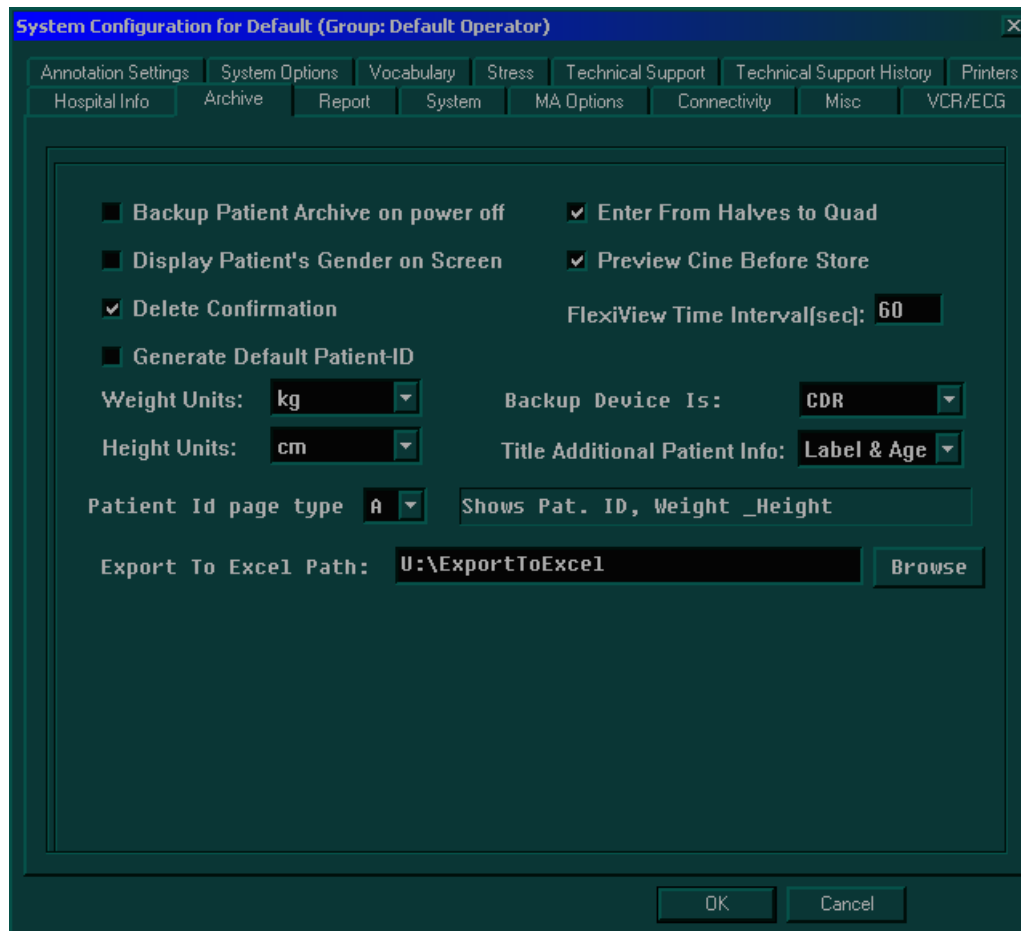 System Configuration for Default (Group: Default Operator)
Annotation Settings System Options Vocabulary Stress Technical Support Technical Support History Printers
Hospital Info Archive Report System MA Options Connectivity Misc VCR/ECG
Backup Patient Archive on power off Enter From Halves to Quad
Display Patient's Gender on Screen Preview Cine Before Store
Delete Confirmation FlexiView Time Interval(sec): 60
Generate Default Patient-ID
Weight Units: kg Backup Device Is: CDR
Height Units: cm Title Additional Patient Info: Label & Age
Patient Id page type A Shows Pat. ID, Weight _Height
Export To Excel Path: U:\ExportToExcel Browse
OK Cancel